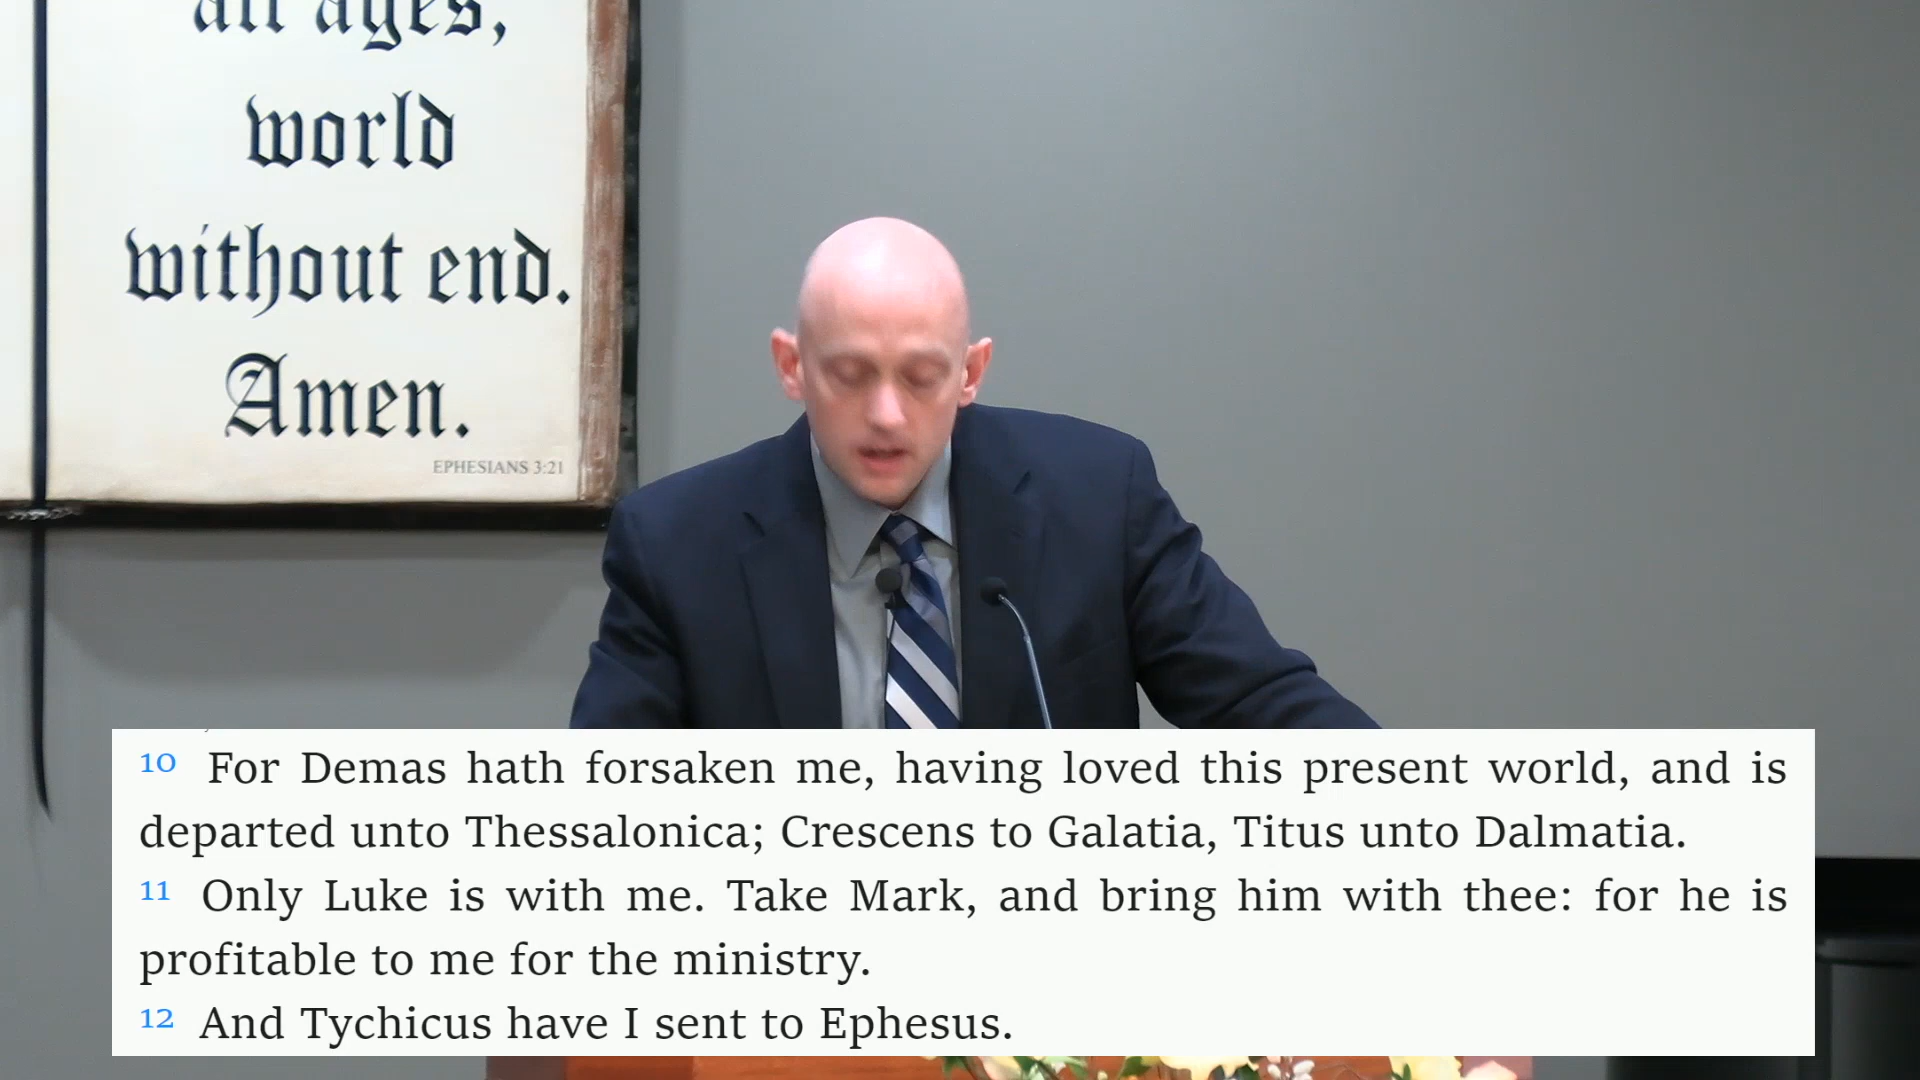 all ages,
world
without end.
Amen.
EPHESIANS 3:21
10 For Demas hath forsaken me, having loved this present world, and is
departed unto Thessalonica; Crescens to Galatia, Titus unto Dalmatia.
11 Only Luke is with me. Take Mark, and bring him with thee: for he is
profitable to me for the ministry.
12 And Tychicus have I sent to Ephesus.